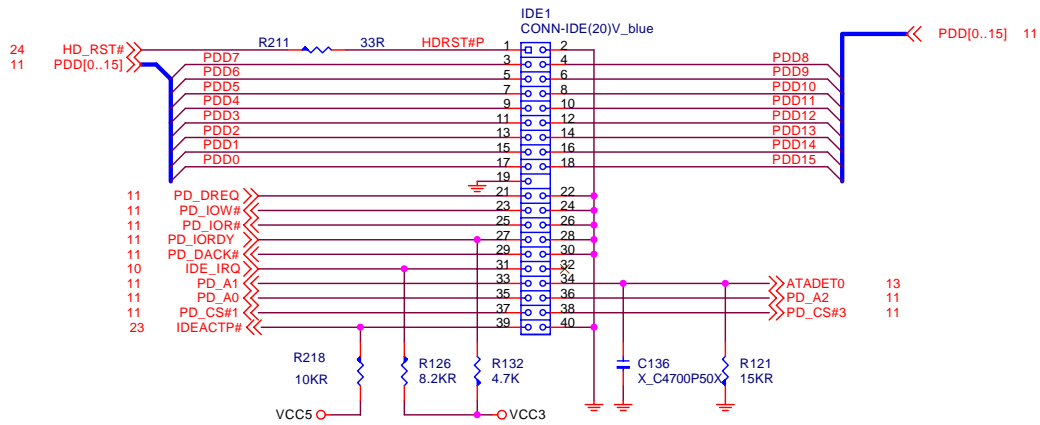 IDE1
CONN-IDE(20)V_blue
24 HD_RST# R211 33R HDRST#P 1 2 PDD[0..15] 11
11 PDD[0..15] PDD7 3 4 PDD8
PDD6 5 6 PDD9
PDD5 7 8 PDD10
PDD4 9 10 PDD11
PDD3 11 12 PDD12
PDD2 13 14 PDD13
PDD1 15 16 PDD14
PDD0 17 18 PDD15
19
11 PD_DREQ 21 22
11 PD_IOW# 23 24
11 PD_IOR# 25 26
11 PD_IORDY 27 28
11 PD_DACK# 29 30
10 IDE_IRQ 31 32
11 PD_A1 33 34 ATADET0 13
11 PD_A0 35 36 PD_A2 11
11 PD_CS#1 37 38 PD_CS#3 11
23 IDEACTP# 39 40
R218 R126 R132 C136 R121
10KR 8.2KR 4.7K X_C4700P50X 15KR
VCC5 VCC3